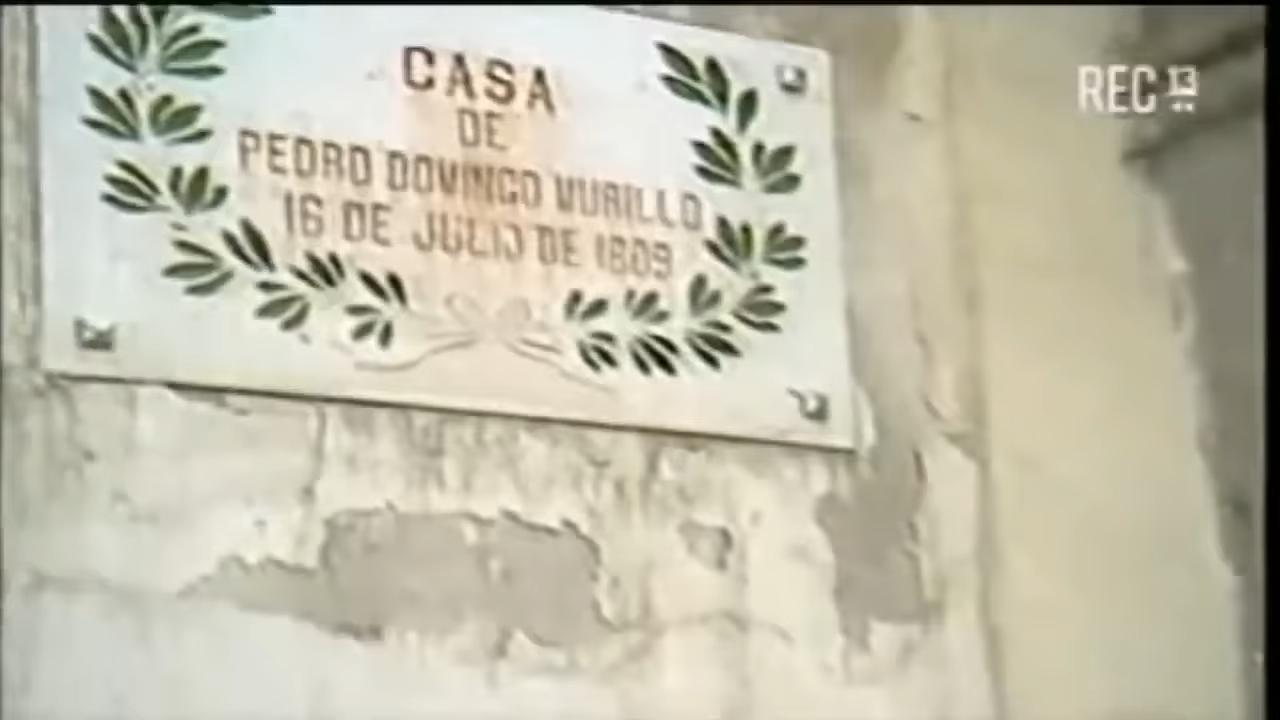 CASA
DE
PEDRO DOMINGO MURILLO
16 DE JULIO DE 1809
REC 13